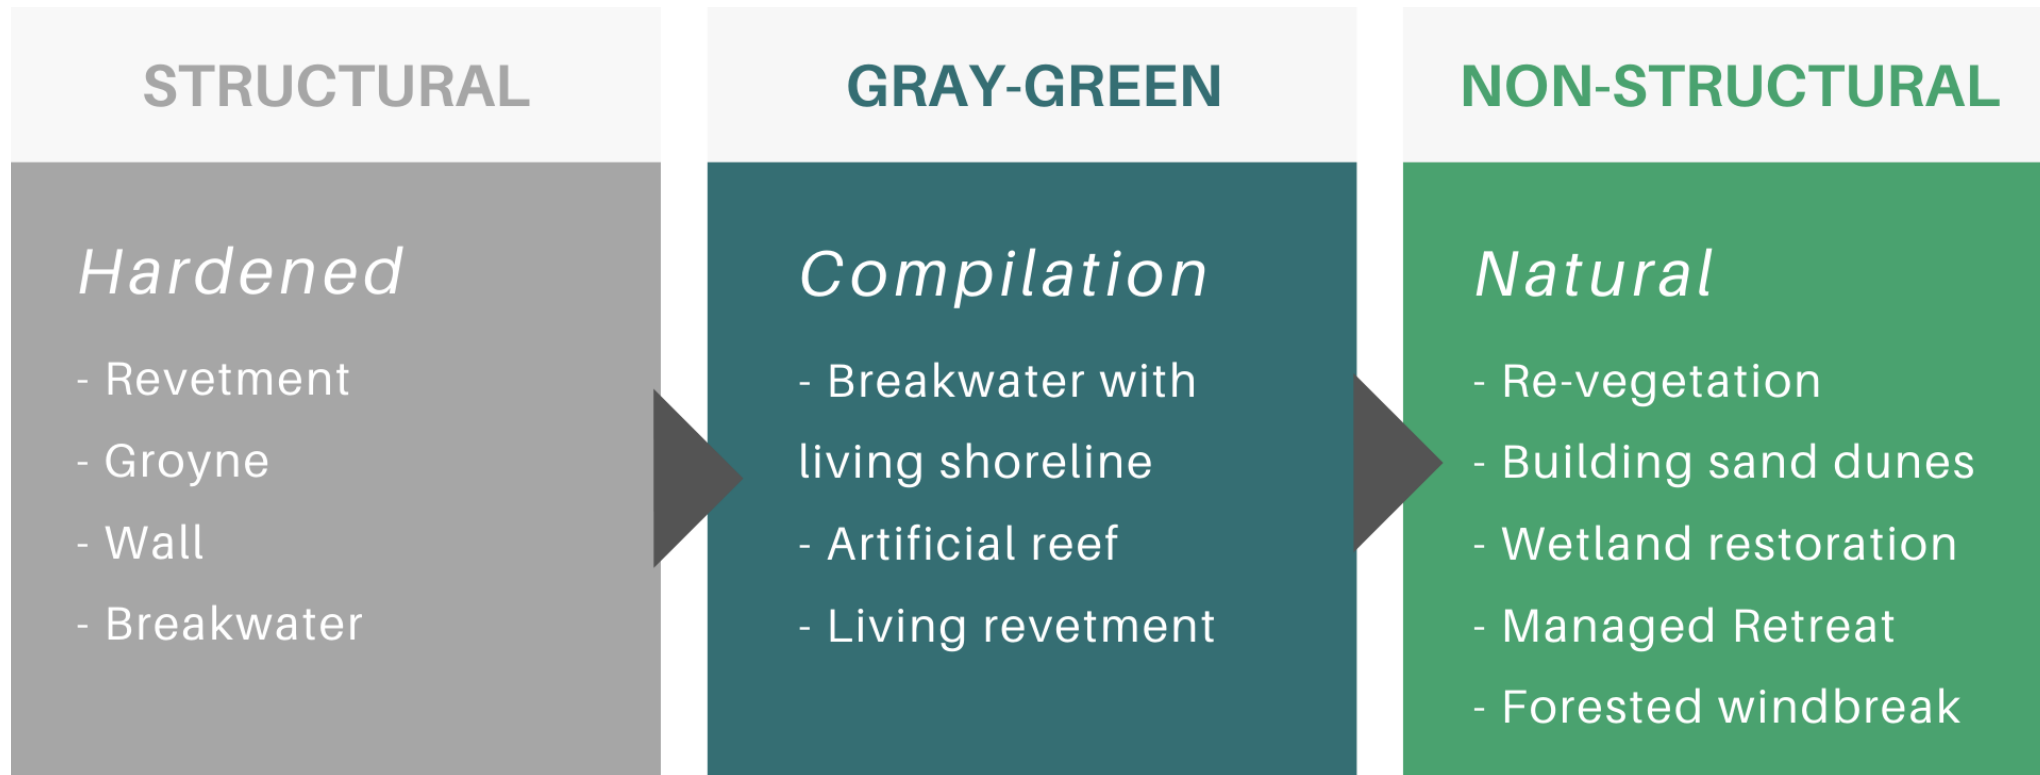 STRUCTURAL
Hardened
- Revetment
- Groyne
- Wall
- Breakwater
GRAY-GREEN
Compilation
- Breakwater with
living shoreline
- Artificial reef
- Living revetment
NON-STRUCTURAL
Natural
- Re-vegetation
- Building sand dunes
- Wetland restoration
- Managed Retreat
- Forested windbreak